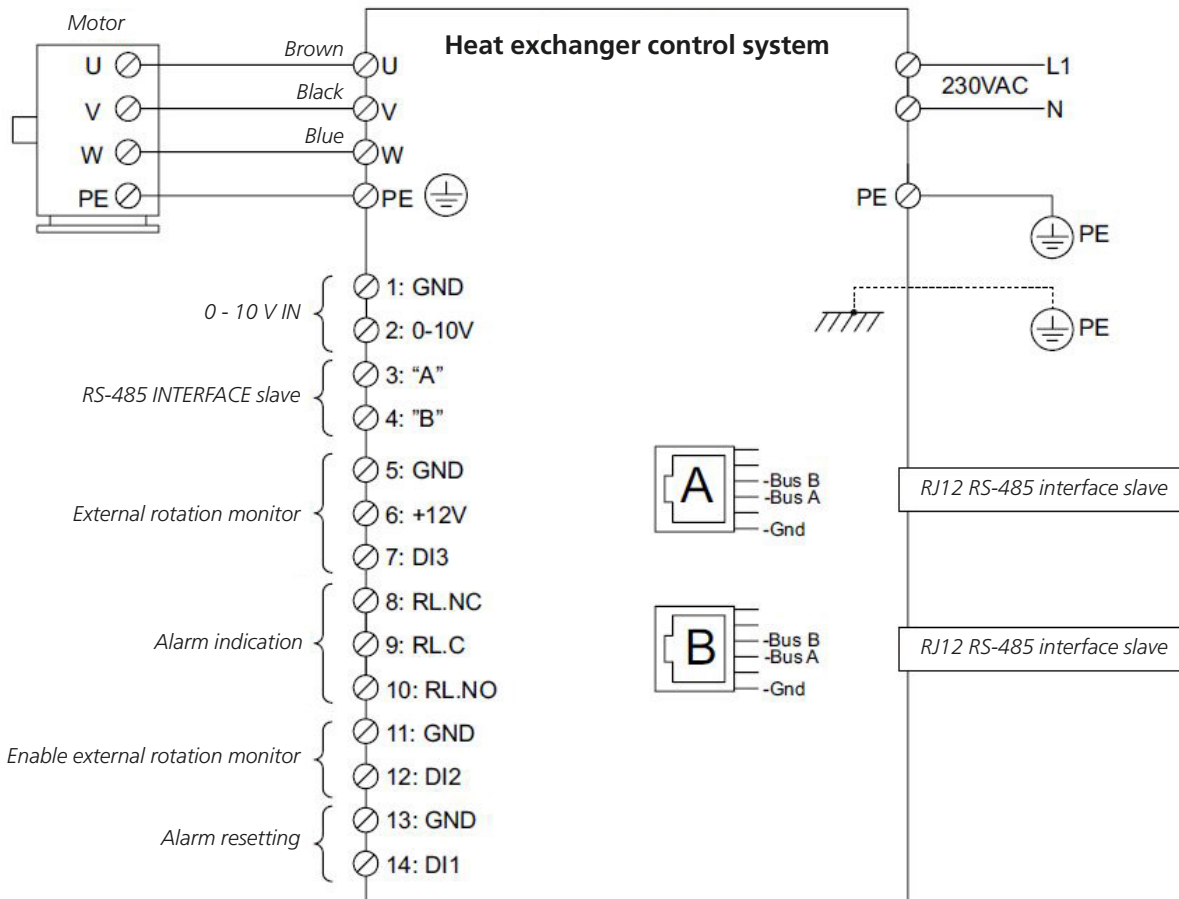 Heat exchanger control system
Motor
U
Brown
U
V
Black
V
W
Blue
W
PE
PE
L1
230VAC
N
PE
PE
PE
0 - 10 V IN
1: GND
2: 0-10V
RS-485 INTERFACE slave
3: “A”
4: ”B”
External rotation monitor
5: GND
6: +12V
7: DI3
Alarm indication
8: RL.NC
9: RL.C
10: RL.NO
Enable external rotation monitor
11: GND
12: DI2
Alarm resetting
13: GND
14: DI1
A
-Bus B
-Bus A
-Gnd
RJ12 RS-485 interface slave
B
-Bus B
-Bus A
-Gnd
RJ12 RS-485 interface slave